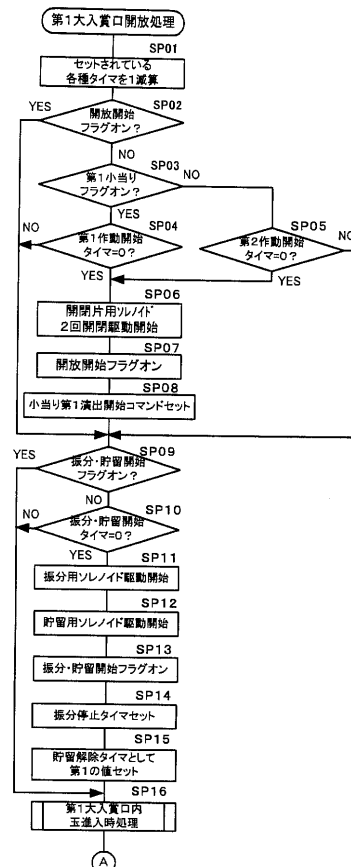 第1大入賞口開放処理
SP01
セットされている
各種タイマを1減算
SP02
YES
開放開始
フラグオン?
NO
SP03
第1小当り
フラグオン?
NO
YES
SP04
NO
第1作動開始
タイマ=0?
YES
SP05
第2作動開始
タイマ=0?
NO
YES
SP06
開閉片用ソレノイド
2回開閉駆動開始
SP07
開放開始フラグオン
SP08
小当り第1演出開始コマンドセット
SP09
YES
振分・貯留開始
フラグオン?
NO
SP10
NO
振分・貯留開始
タイマ=0?
YES
SP11
振分用ソレノイド駆動開始
SP12
貯留用ソレノイド駆動開始
SP13
振分・貯留開始フラグオン
SP14
振分停止タイマセット
SP15
貯留解除タイマとして
第1の値セット
SP16
第1大入賞口内
玉進入時処理
A